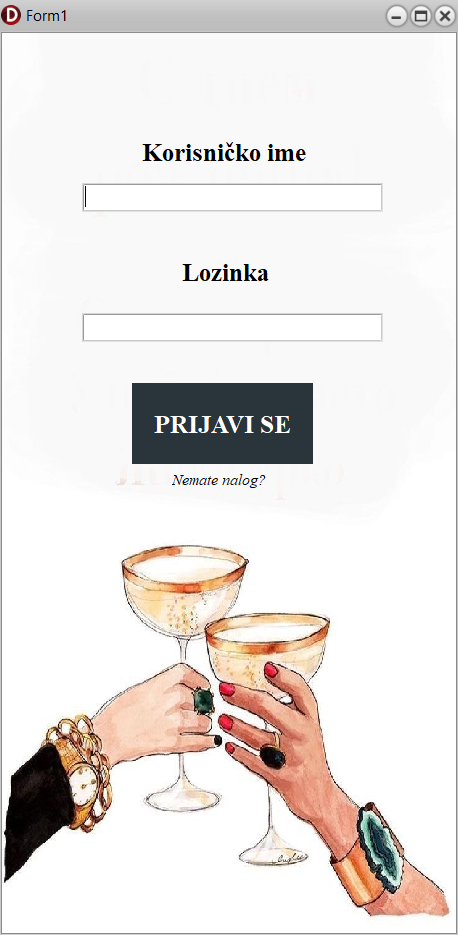 Form1
Korisničko ime
Lozinka
PRIJAVI SE
Nemate nalog?